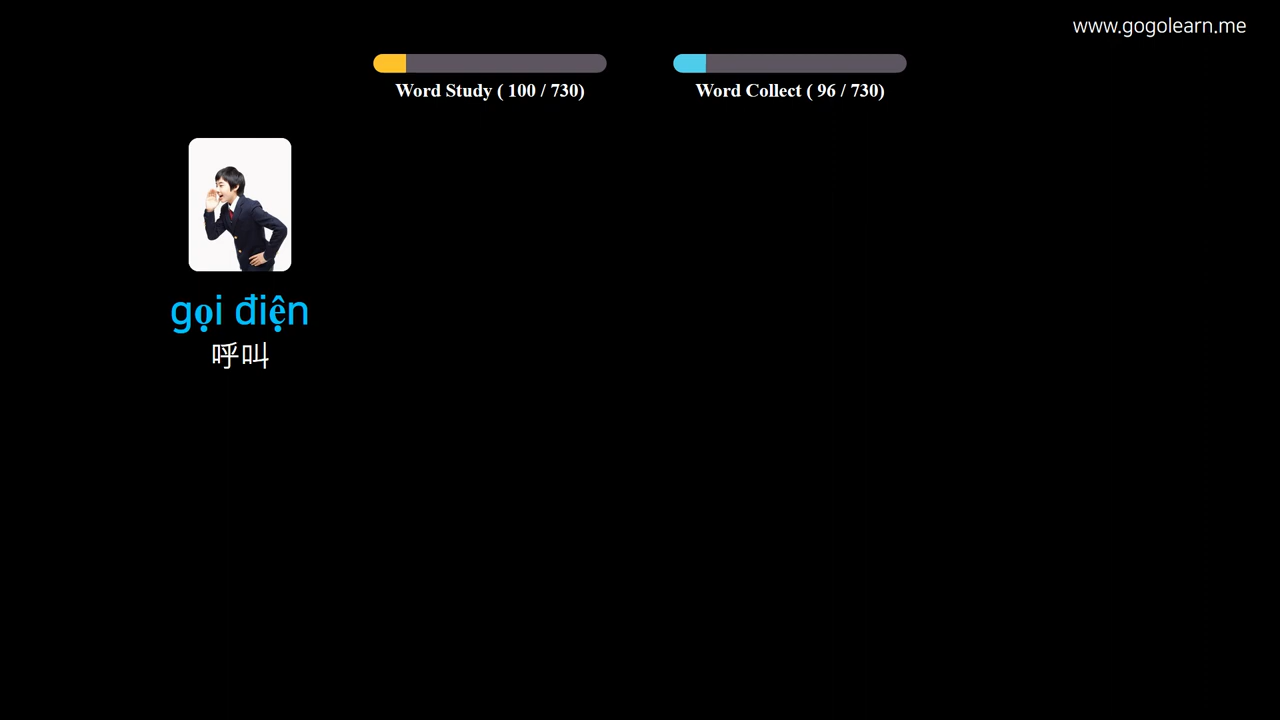 www.gogolearn.me
Word Study ( 100 / 730)
Word Collect ( 96 / 730)
gọi điện
呼叫